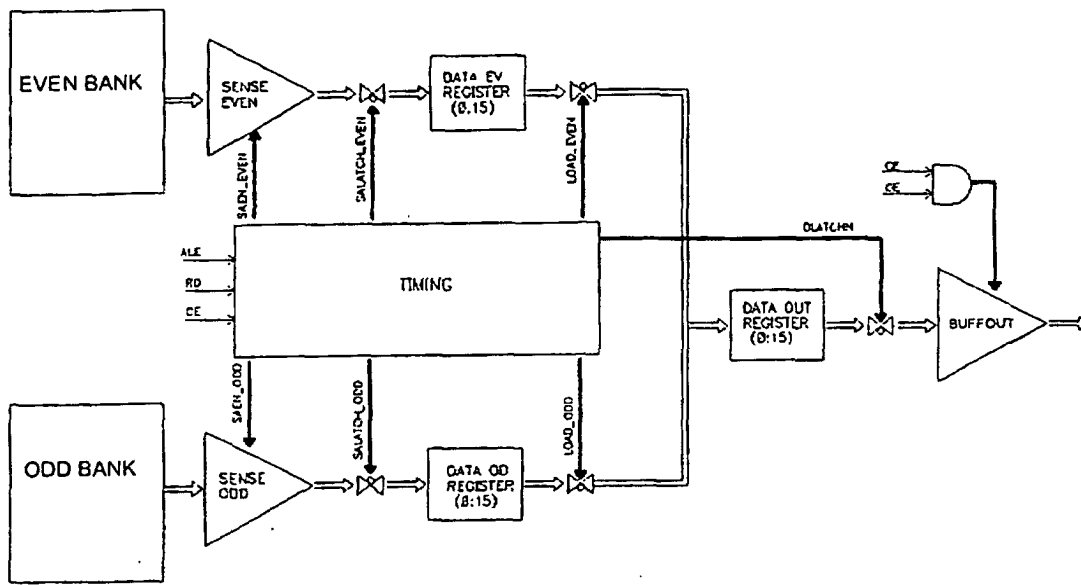 EVEN BANK
SENSE
EVEN
DATA EV
REGISTER
(0.15)
SAEN_EVEN
SALATCH_EVEN
LOAD_EVEN
CE
OE
DLATCHN
ALE
RD
CE
TIMING
DATA OUT
REGISTER
(0:15)
BUFFOUT
SAEN_ODD
SALATCH_ODD
LOAD_ODD
ODD BANK
SENSE
ODD
DATA OD
REGISTER
(0:15)